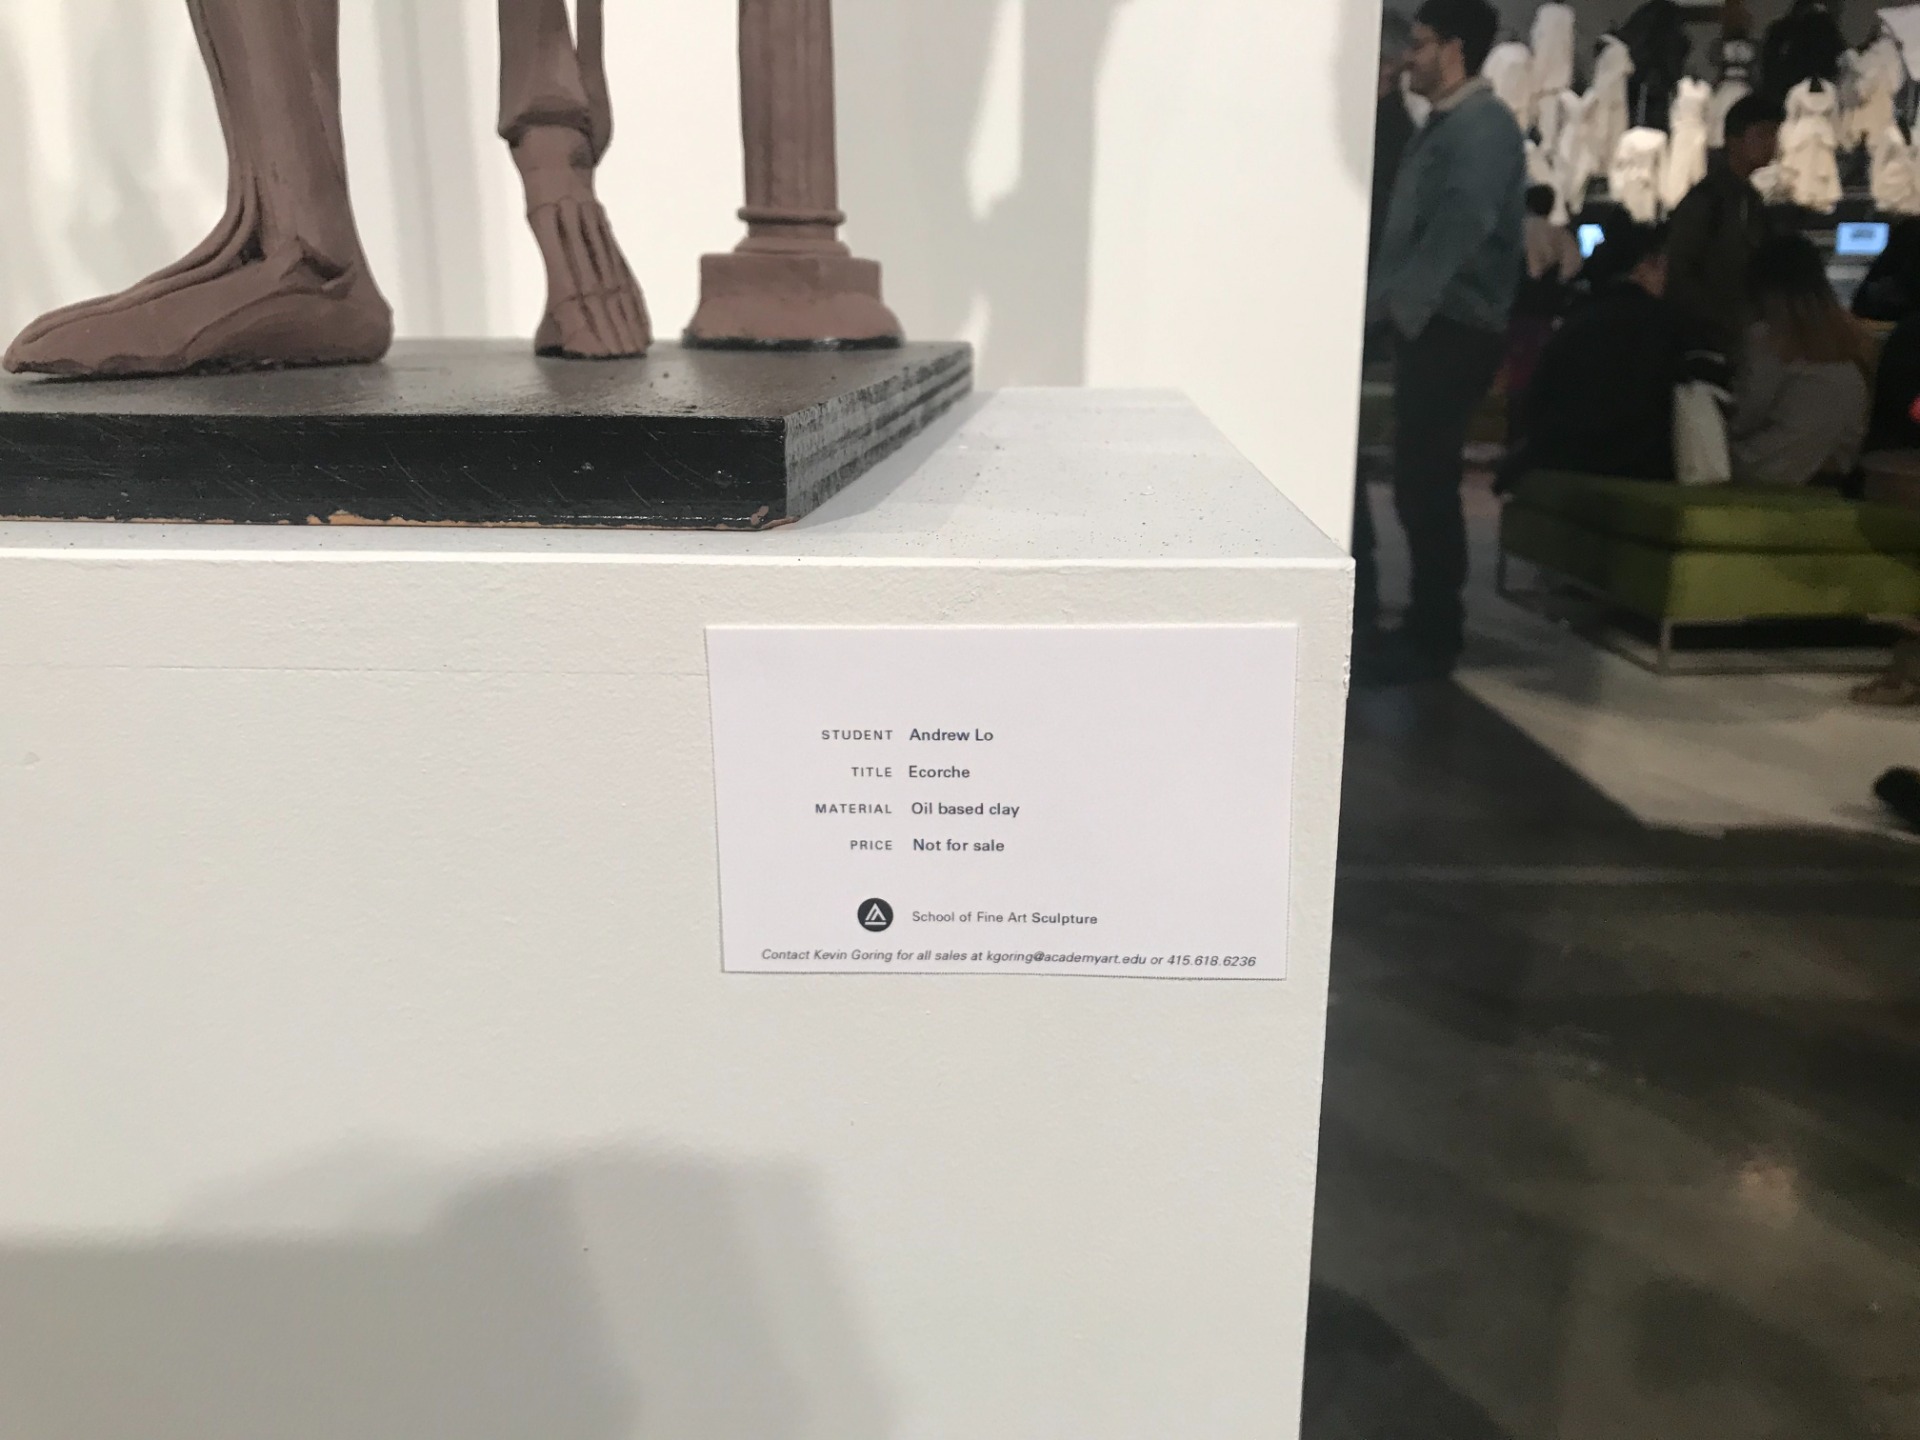 STUDENT Andrew Lo
TITLE Ecorche
MATERIAL Oil based clay
PRICE Not for sale
School of Fine Art Sculpture
Contact Kevin Goring for all sales at kgoring@academyart.edu or 415.618.6236